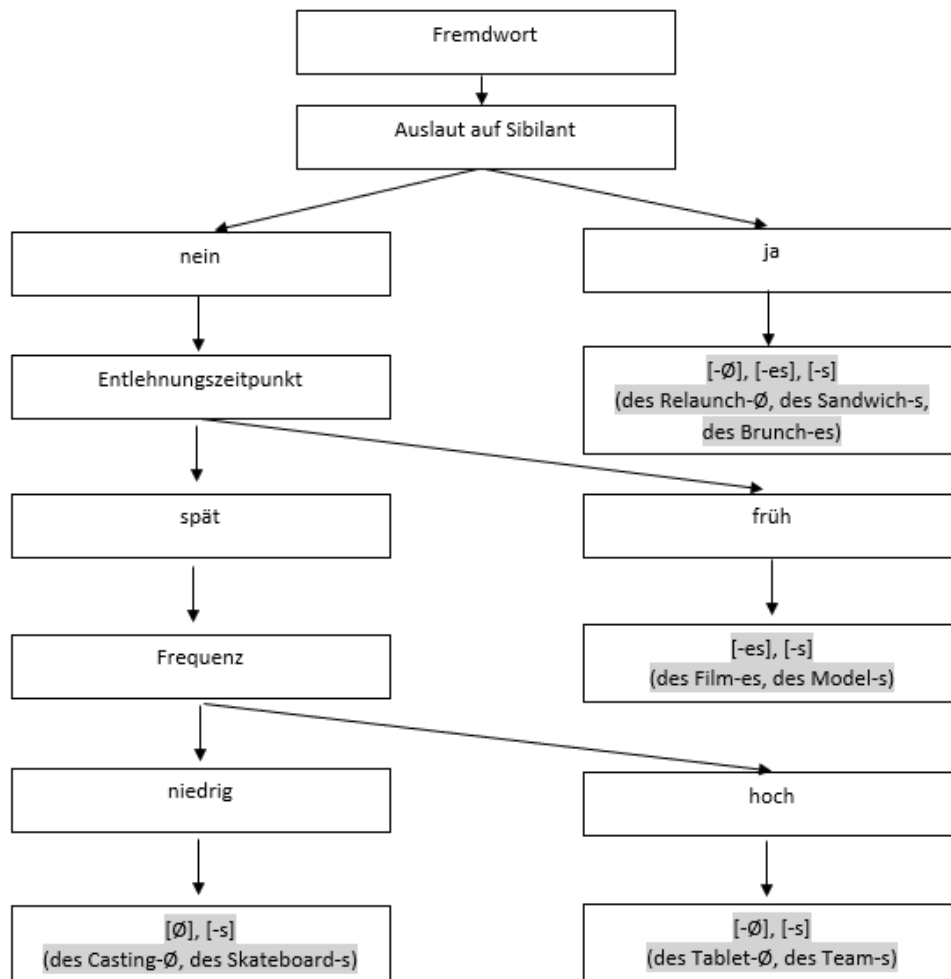 Fremdwort
Auslaut auf Sibilant
nein
ja
Entlehnungszeitpunkt
[-Ø], [-es], [-s]
(des Relaunch-Ø, des Sandwich-s,
des Brunch-es)
spät
früh
Frequenz
[-es], [-s]
(des Film-es, des Model-s)
niedrig
hoch
[Ø], [-s]
(des Casting-Ø, des Skateboard-s)
[-Ø], [-s]
(des Tablet-Ø, des Team-s)